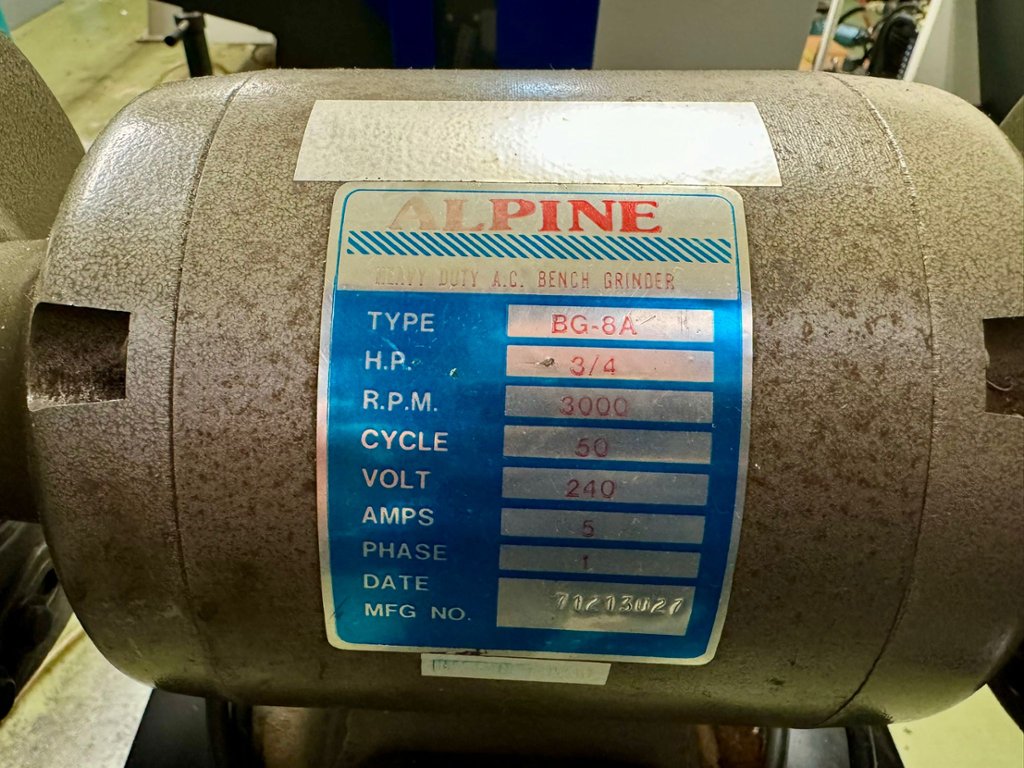 ALPINE
HEAVY DUTY A.C. BENCH GRINDER
TYPE BG-8A
H.P. 3/4
R.P.M. 3000
CYCLE 50
VOLT 240
AMPS 5
PHASE 1
DATE
MFG NO. 71213027